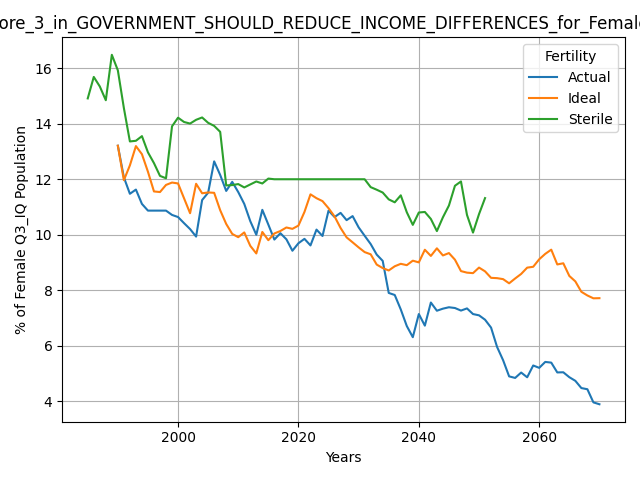 ore_3_in_GOVERNMENT_SHOULD_REDUCE_INCOME_DIFFERENCES_for_Female
Fertility
Actual
Ideal
Sterile
% of Female Q3_IQ Population
16
14
12
10
8
6
4
2000 2020 2040 2060
Years